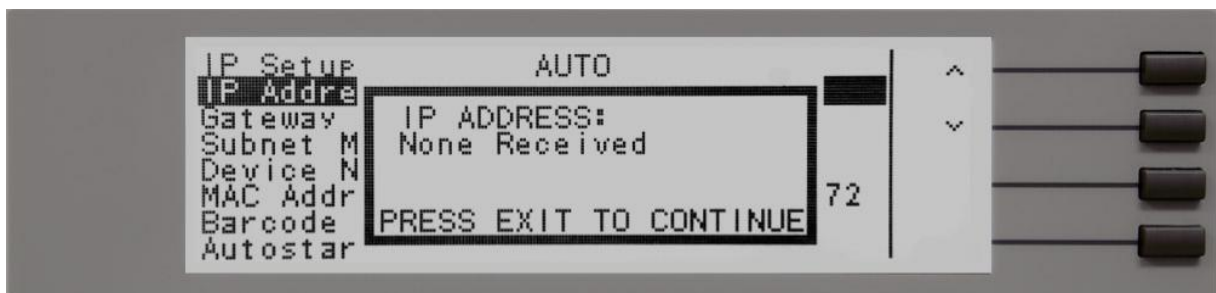 IP Setup AUTO
IP Addre
Gateway
Subnet M
Device N
MAC Addr 72
Barcode
Autostar
IP ADDRESS:
None Received
PRESS EXIT TO CONTINUE